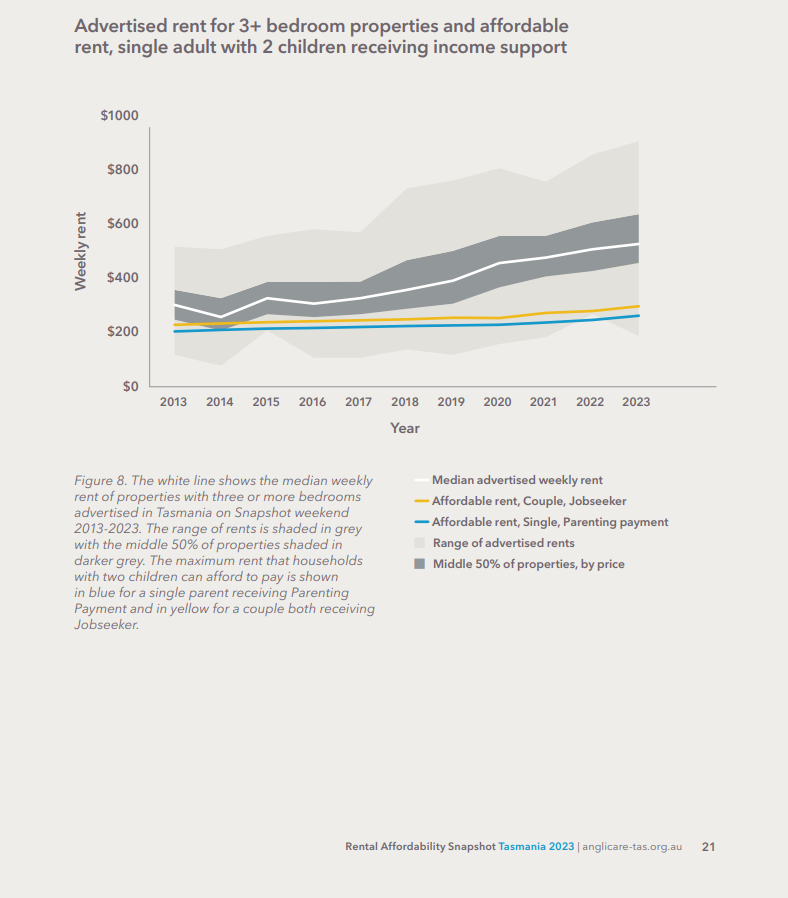 Advertised rent for 3+ bedroom properties and affordable
rent, single adult with 2 children receiving income support
$1000
$800
$600
$400
$200
$0
Weekly rent
2013 2014 2015 2016 2017 2018 2019 2020 2021 2022 2023
Year
Figure 8. The white line shows the median weekly
rent of properties with three or more bedrooms
advertised in Tasmania on Snapshot weekend
2013-2023. The range of rents is shaded in grey
with the middle 50% of properties shaded in
darker grey. The maximum rent that households
with two children can afford to pay is shown
in blue for a single parent receiving Parenting
Payment and in yellow for a couple both receiving
Jobseeker.
Median advertised weekly rent
Affordable rent, Couple, Jobseeker
Affordable rent, Single, Parenting payment
Range of advertised rents
Middle 50% of properties, by price
Rental Affordability Snapshot Tasmania 2023 | anglicare-tas.org.au 21